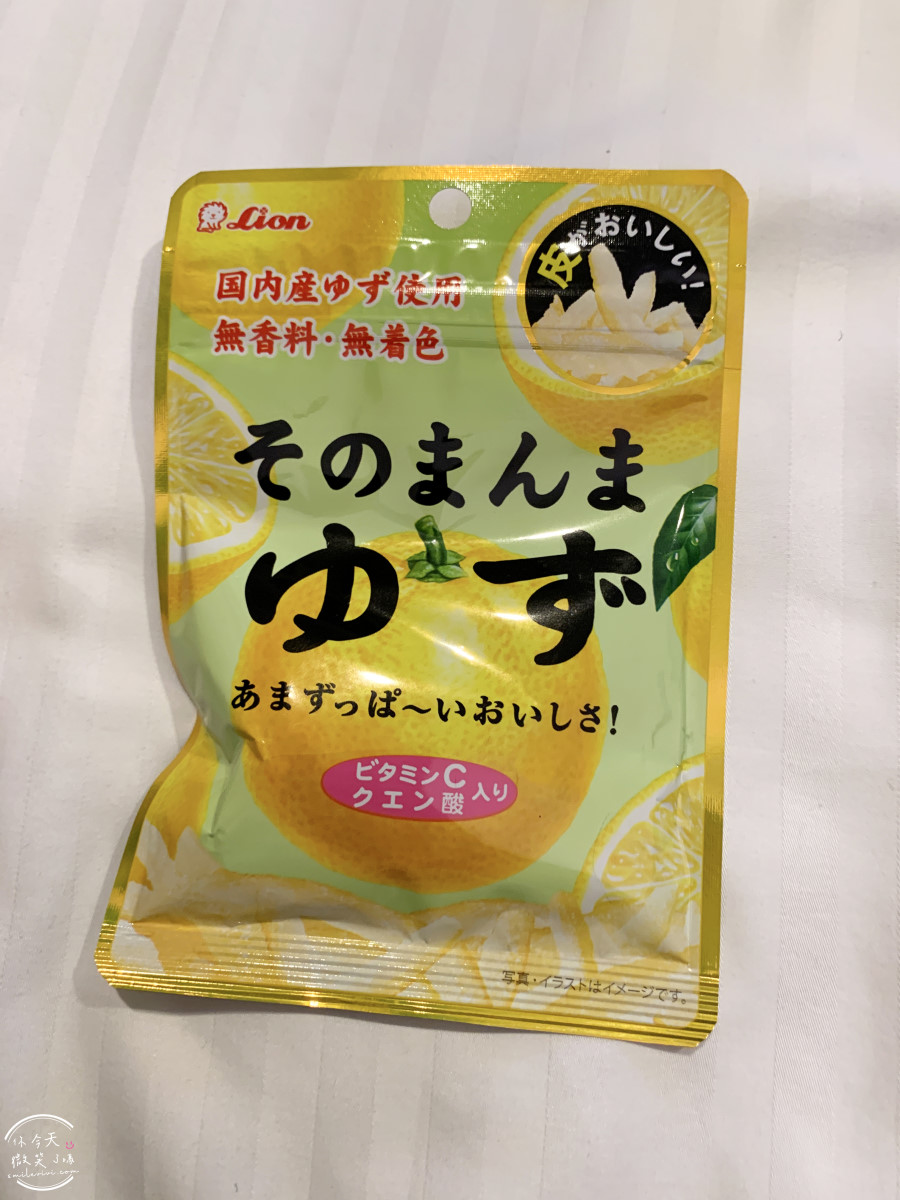 Lion
国内産ゆず使用
無香料・無着色
皮がおいしい!!
そのまんま
ゆず
あまずっぱ〜いおいしさ!
ビタミンC
クエン酸
入り
写真・イラストはイメージです。
你今天
微笑了嗎